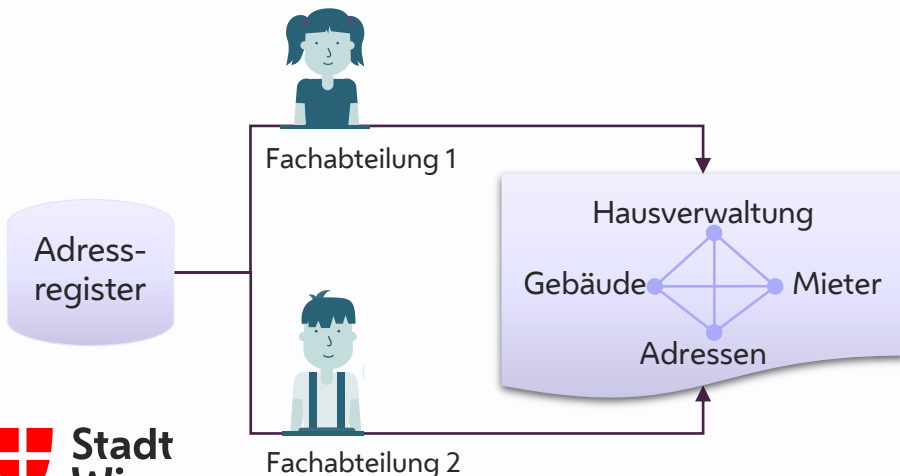 Fachabteilung 1
Adress-
register
Hausverwaltung
Gebäude
Mieter
Adressen
Stadt
Fachabteilung 2